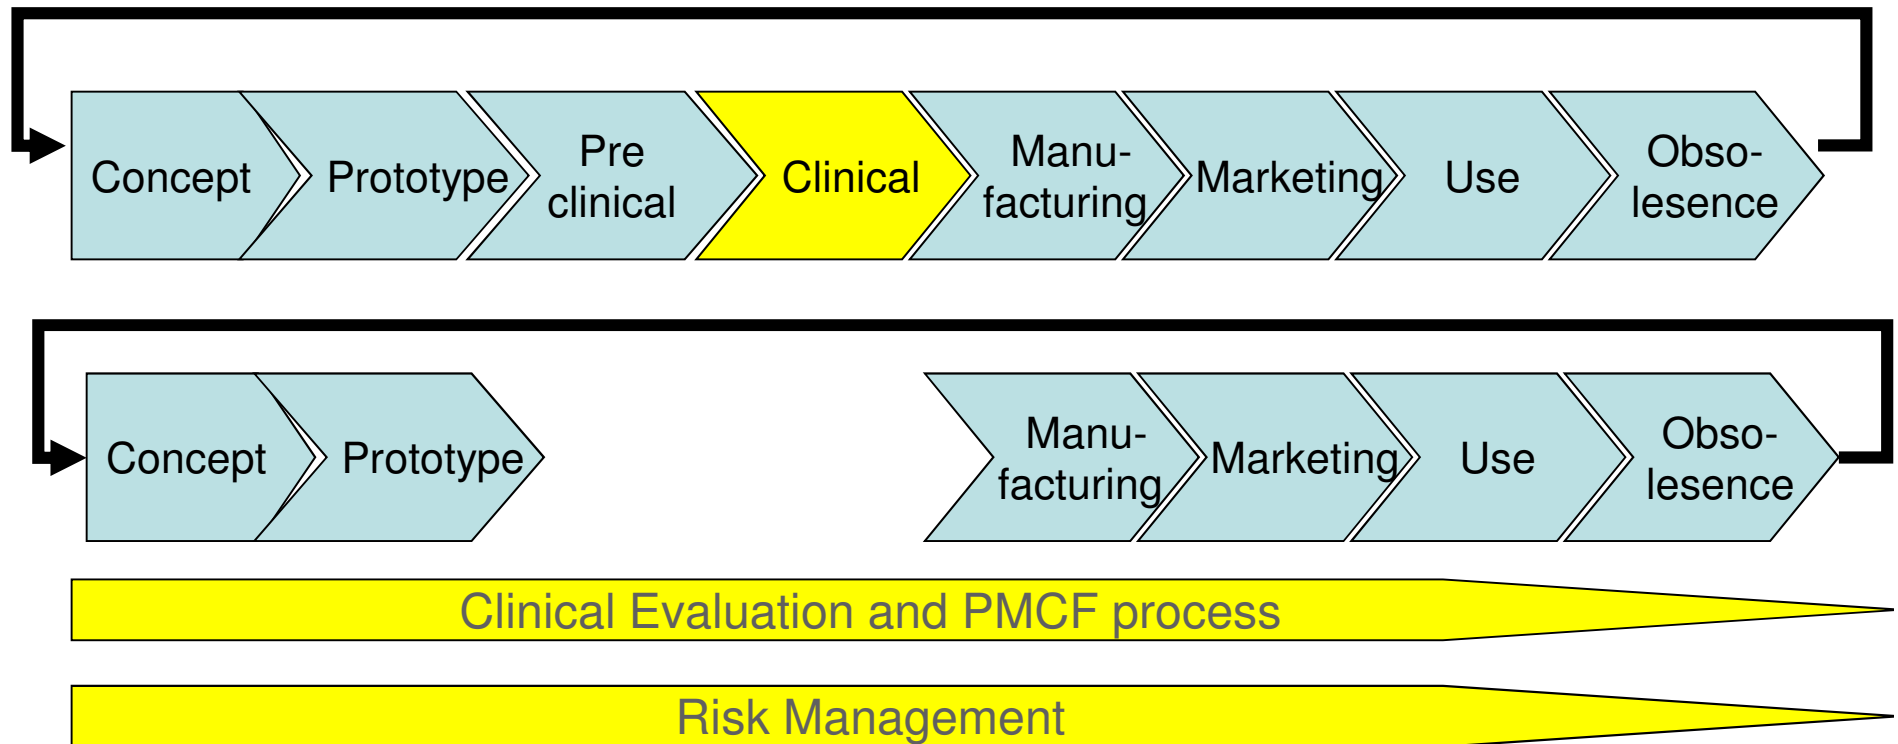 Concept
Prototype
Pre
clinical
Clinical
Manu-
facturing
Marketing
Use
Obso-
lesence
Concept
Prototype
Manu-
facturing
Marketing
Use
Obso-
lesence
Clinical Evaluation and PMCF process
Risk Management